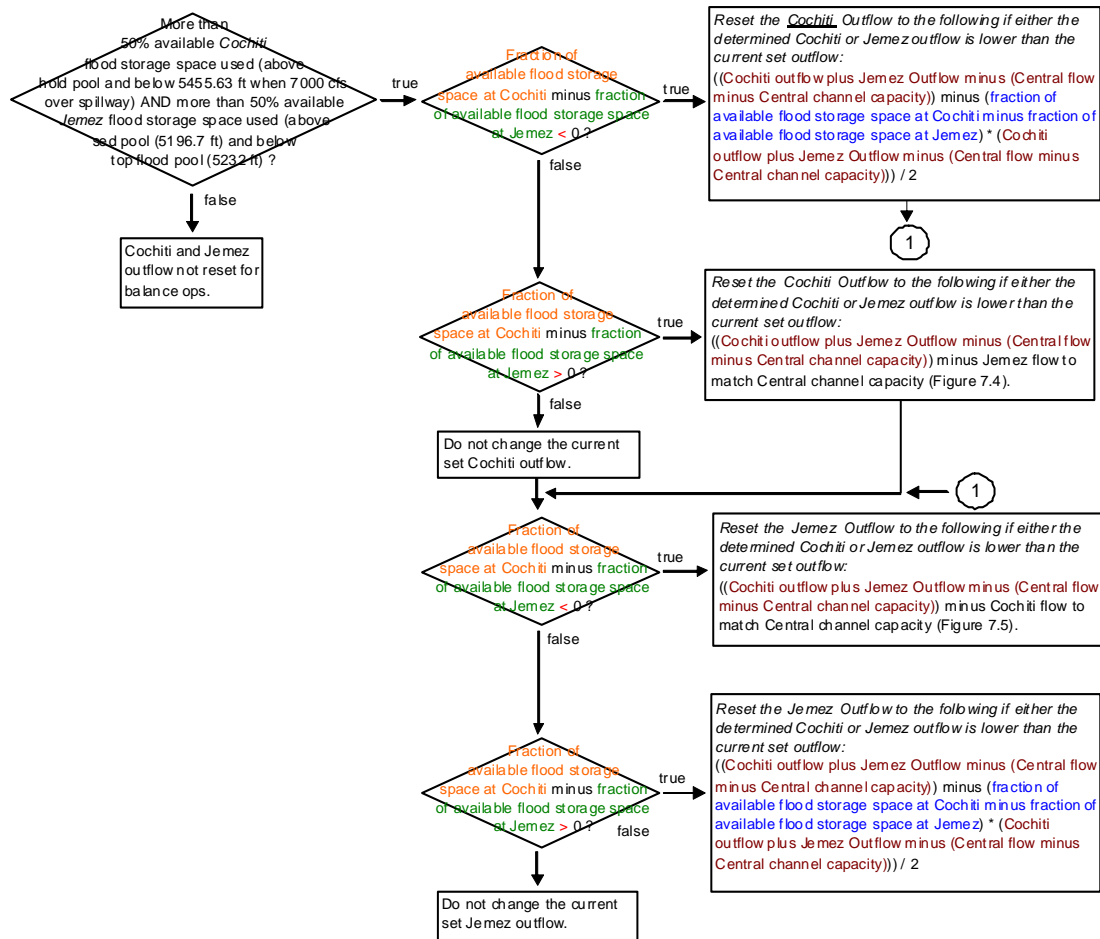 More than
50% available Cochiti
flood storage space used (above
hold pool and below 5455.63 ft when 7000 cfs
over spillway) AND more than 50% available
Jemez flood storage space used (above
sed pool (5196.7 ft) and below
top flood pool (5232 ft) ?
true
false
Cochiti and Jemez
outflow not reset for
balance ops.
Fraction of
available flood storage
space at Cochiti minus fraction
of available flood storage space
at Jemez < 0 ?
true
false
Reset the Cochiti Outflow to the following if either the
determined Cochiti or Jemez outflow is lower than the
current set outflow:
((Cochiti outflow plus Jemez Outflow minus (Central flow
minus Central channel capacity)) minus (fraction of
available flood storage space at Cochiti minus fraction of
available flood storage space at Jemez) * (Cochiti
outflow plus Jemez Outflow minus (Central flow minus
Central channel capacity))) / 2
1
Fraction of
available flood storage
space at Cochiti minus fraction
of available flood storage space
at Jemez > 0 ?
true
false
Reset the Cochiti Outflow to the following if either the
determined Cochiti or Jemez outflow is lower than the
current set outflow:
((Cochiti outflow plus Jemez Outflow minus (Central flow
minus Central channel capacity)) minus Jemez flow to
match Central channel capacity (Figure 7.4).
Do not change the current
set Cochiti outflow.
1
Fraction of
available flood storage
space at Cochiti minus fraction
of available flood storage space
at Jemez < 0 ?
true
false
Reset the Jemez Outflow to the following if either the
determined Cochiti or Jemez outflow is lower than the
current set outflow:
((Cochiti outflow plus Jemez Outflow minus (Central flow
minus Central channel capacity)) minus Cochiti flow to
match Central channel capacity (Figure 7.5).
Fraction of
available flood storage
space at Cochiti minus fraction
of available flood storage space
at Jemez > 0 ?
true
false
Reset the Jemez Outflow to the following if either the
determined Cochiti or Jemez outflow is lower than the
current set outflow:
((Cochiti outflow plus Jemez Outflow minus (Central flow
minus Central channel capacity)) minus (fraction of
available flood storage space at Cochiti minus fraction of
available flood storage space at Jemez) * (Cochiti
outflow plus Jemez Outflow minus (Central flow minus
Central channel capacity))) / 2
Do not change the current
set Jemez outflow.